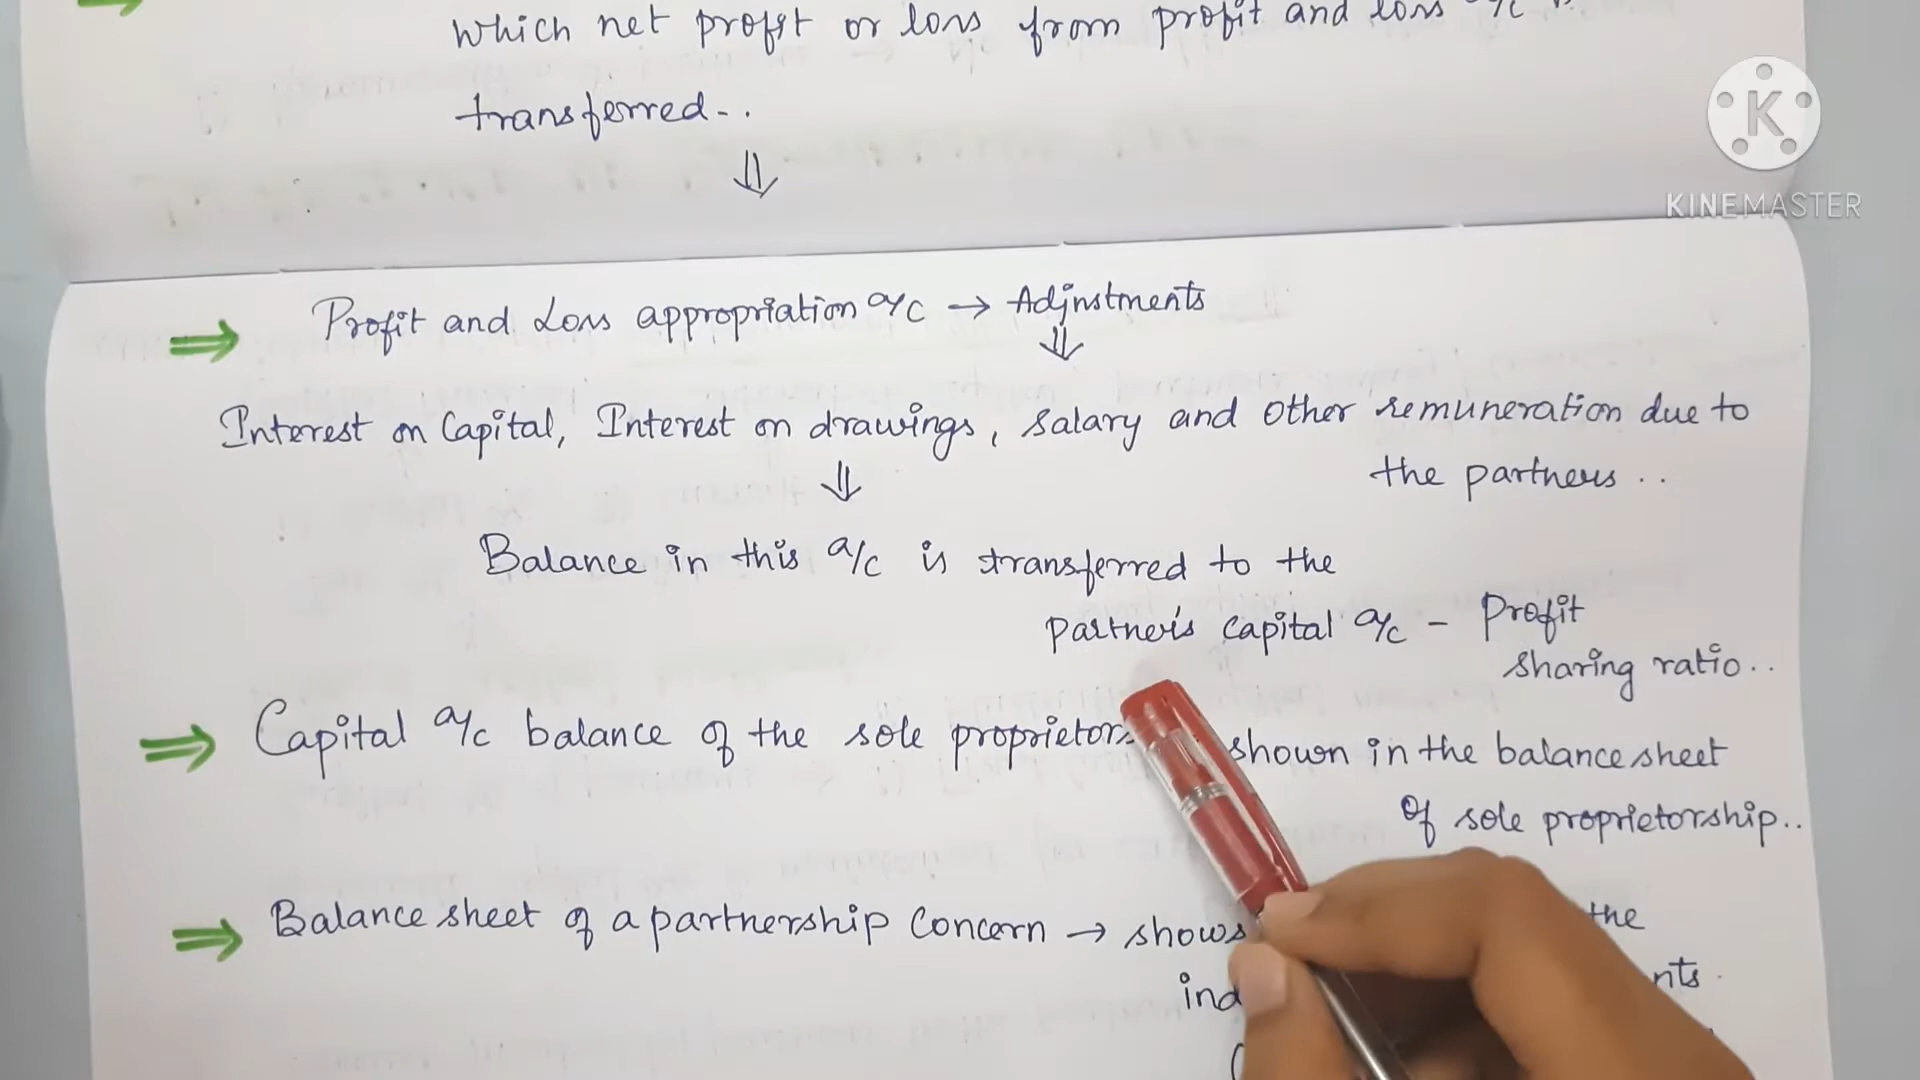 which net profit or loss from profit and loss a/c
transferred..
Profit and Loss appropriation a/c → Adjustments
Interest on Capital, Interest on drawings, salary and other remuneration due to
the partners..
Balance in this a/c is transferred to the
partner's capital a/c - Profit
sharing ratio..
Capital a/c balance of the sole proprietors shown in the balance sheet
of sole proprietorship..
Balance sheet of a partnership concern → shows the
K
KINEMASTER